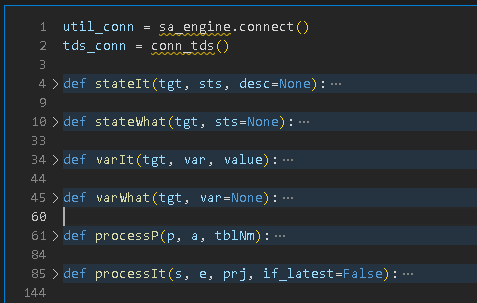 1 util_conn = sa_engine.connect()
2 tds_conn = conn_tds()
3
4 > def stateIt(tgt, sts, desc=None): ···
9
10 > def stateWhat(tgt, sts=None): ···
33
34 > def varIt(tgt, var, value): ···
44
45 > def varWhat(tgt, var=None): ···
60
61 > def processP(p, a, tblNm): ···
84
85 > def processIt(s, e, prj, if_latest=False): ···
144